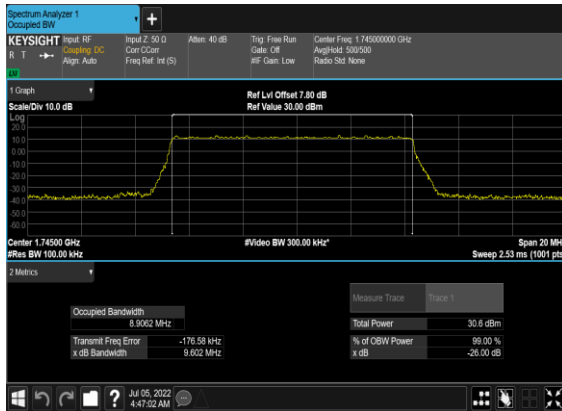 Spectrum Analyzer 1
Occupied BW
KEYSIGHT
R T
Input: RF
Coupling: DC
Align: Auto
Input Z: 50 Ω
Corr CCorr
Freq Ref: Int (S)
Atten: 40 dB
Trig: Free Run
Gate: Off
#IF Gain: Low
Center Freq: 1.745000000 GHz
Avg|Hold: 500/500
Radio Std: None
1 Graph
Scale/Div 10.0 dB
Ref Lvl Offset 7.80 dB
Ref Value 30.00 dBm
Log
20.0
10.0
0.00
-10.0
-20.0
-30.0
-40.0
-50.0
-60.0
Center 1.74500 GHz
#Res BW 100.00 kHz
#Video BW 300.00 kHz*
Span 20 MH
Sweep 2.53 ms (1001 pts
2 Metrics
Measure Trace
Trace 1
Occupied Bandwidth
8.9062 MHz
Total Power
30.6 dBm
Transmit Freq Error
-176.58 kHz
% of OBW Power
99.00 %
x dB Bandwidth
9.602 MHz
x dB
-26.00 dB
?
Jul 05, 2022
4:47:02 AM